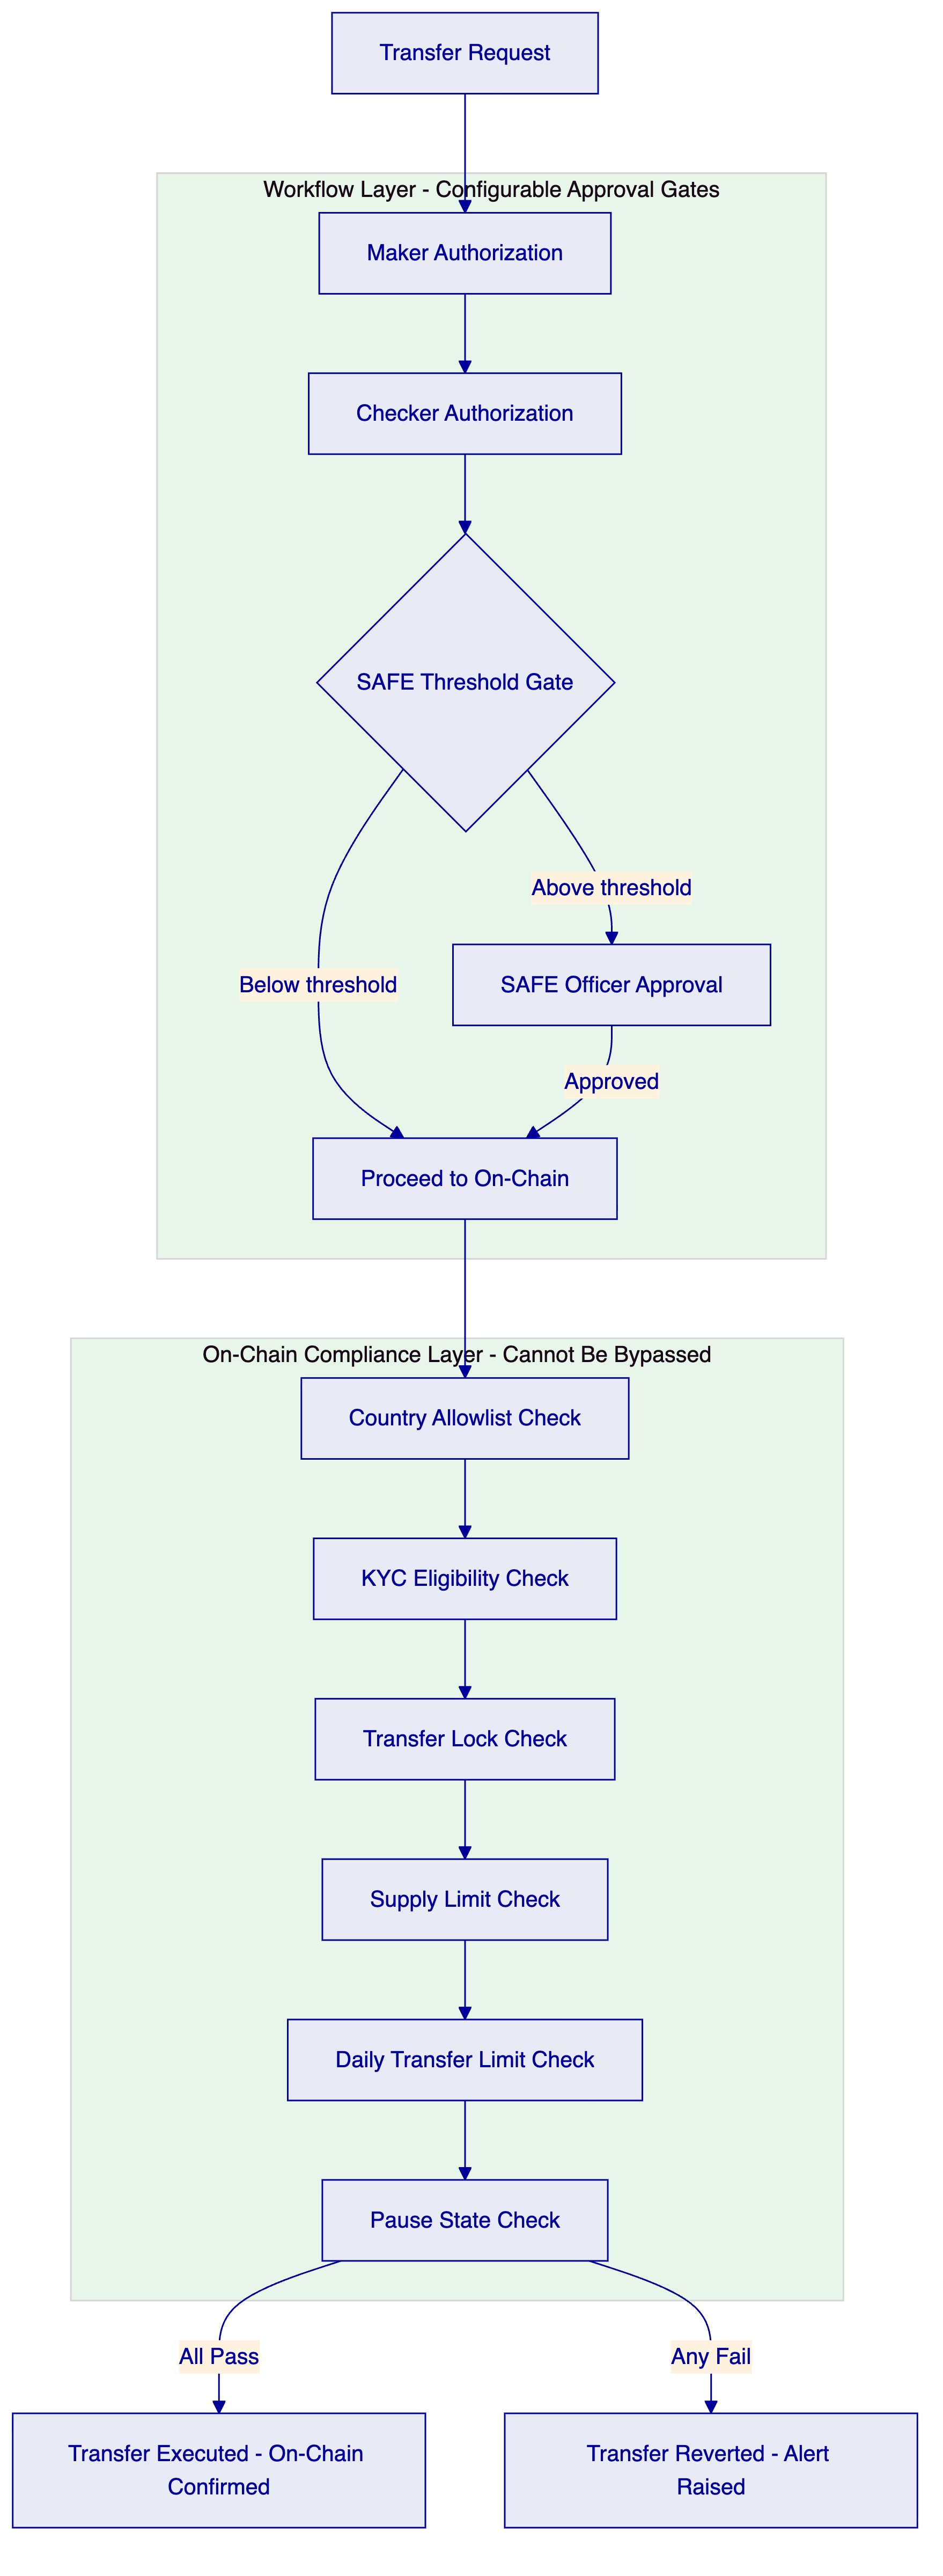 Transfer Request
Workflow Layer - Configurable Approval Gates
Maker Authorization
Checker Authorization
SAFE Threshold Gate
Above threshold
Below threshold
SAFE Officer Approval
Approved
Proceed to On-Chain
On-Chain Compliance Layer - Cannot Be Bypassed
Country Allowlist Check
KYC Eligibility Check
Transfer Lock Check
Supply Limit Check
Daily Transfer Limit Check
Pause State Check
All Pass
Any Fail
Transfer Executed - On-Chain
Confirmed
Transfer Reverted - Alert
Raised